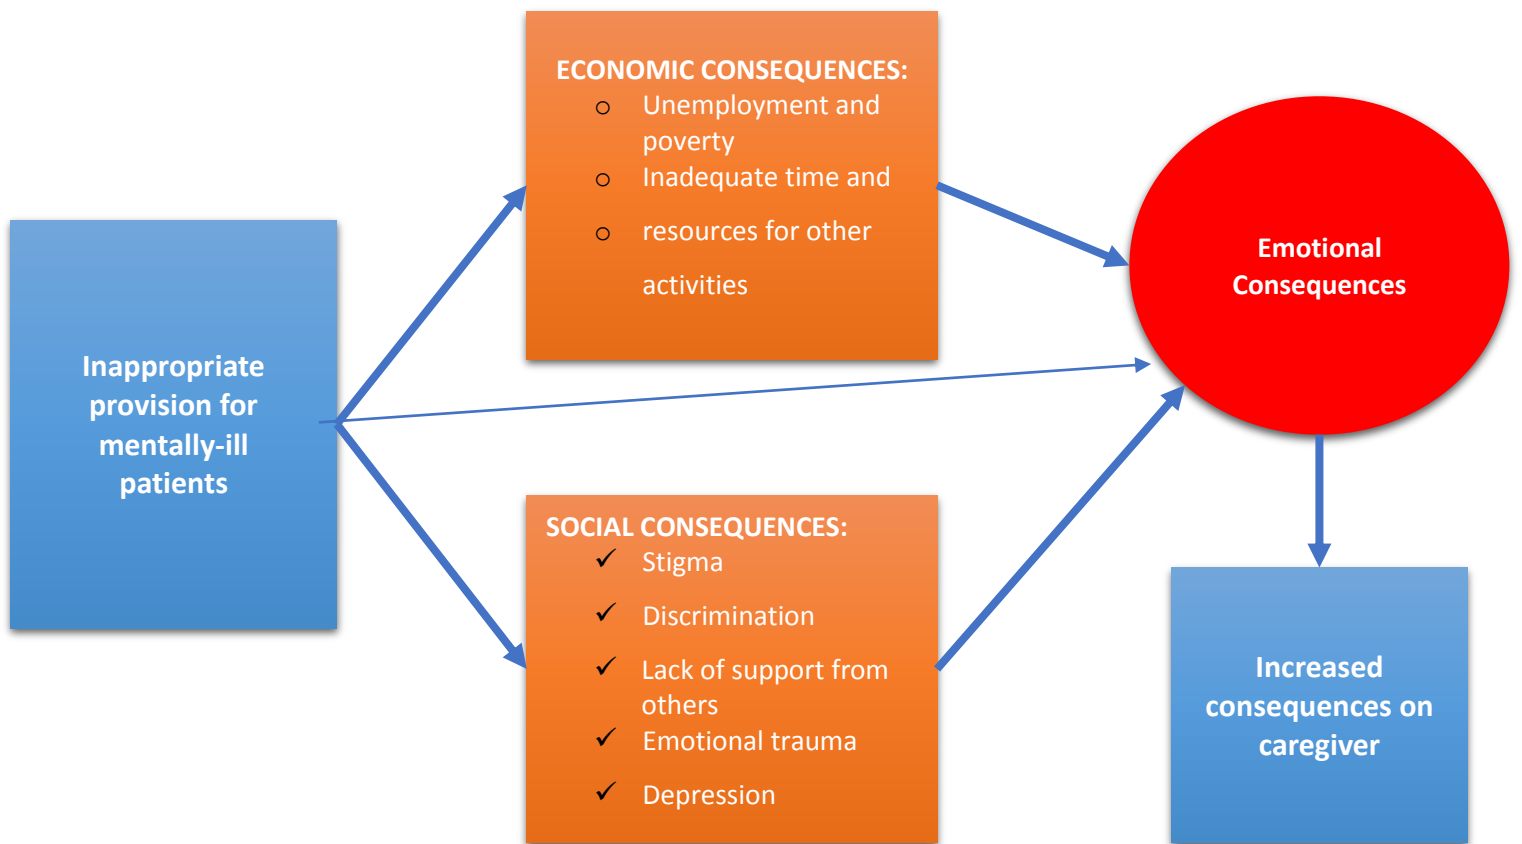 Inappropriate
provision for
mentally-ill
patients
ECONOMIC CONSEQUENCES:
o Unemployment and
poverty
o Inadequate time and
o resources for other
activities
SOCIAL CONSEQUENCES:
✓ Stigma
✓ Discrimination
✓ Lack of support from
others
✓ Emotional trauma
✓ Depression
Emotional
Consequences
Increased
consequences on
caregiver